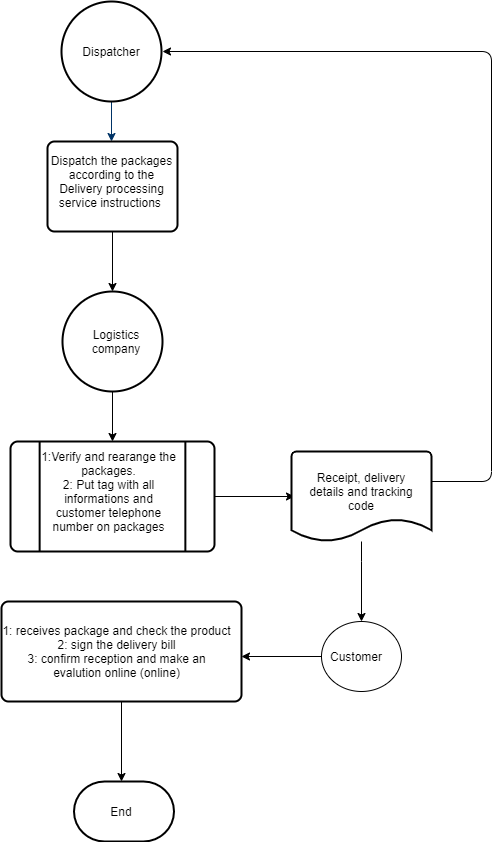 Dispatcher
Dispatch the packages
according to the
Delivery processing
service instructions
Logistics
company
1:Verify and rearange the
packages.
2: Put tag with all
informations and
customer telephone
number on packages
Receipt, delivery
details and tracking
code
Customer
1: receives package and check the product
2: sign the delivery bill
3: confirm reception and make an
evalution online (online)
End